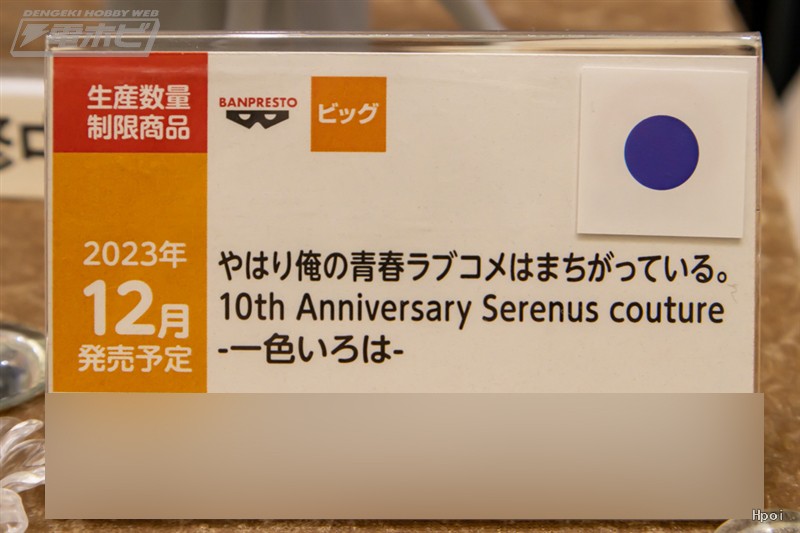 DENGEKI HOBBY WEB
電ホビ
生産数量
制限商品
BANPRESTO
ビッグ
2023年
12月
発売予定
やはり俺の青春ラブコメはまちがっている。
10th Anniversary Serenus couture
-一色いろは-
Hpoi